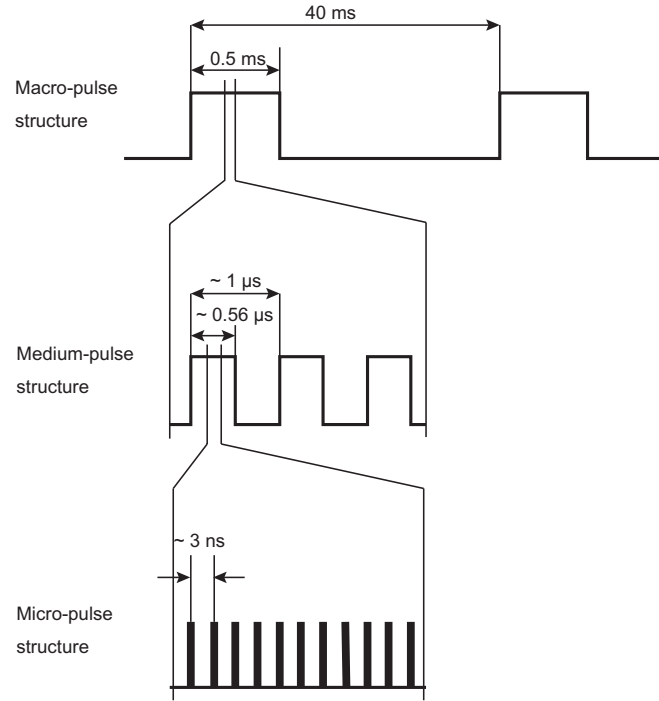 40 ms
0.5 ms
Macro-pulse
structure
~ 1 μs
~ 0.56 μs
Medium-pulse
structure
~ 3 ns
Micro-pulse
structure